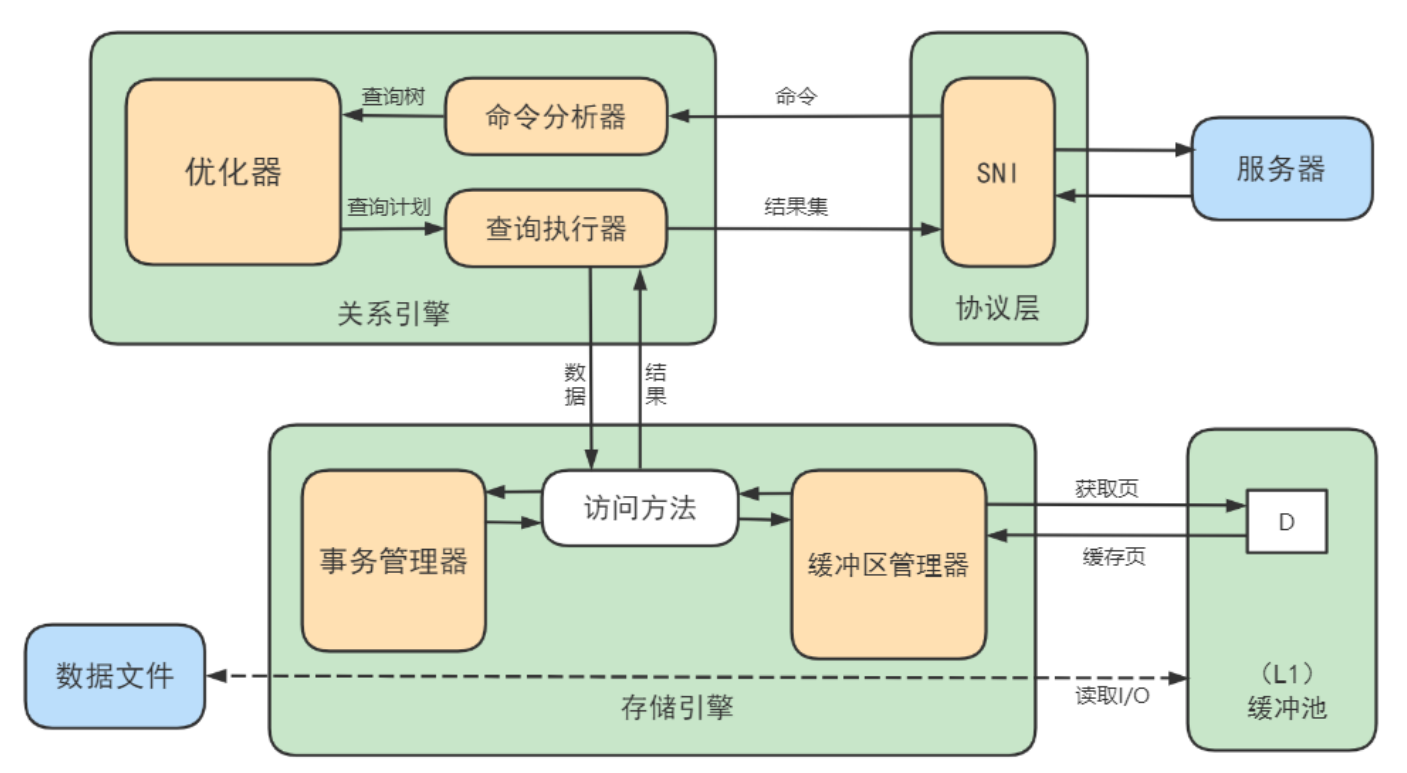 查询树
命令分析器
命令
优化器
SNI
服务器
查询计划
查询执行器
结果集
关系引擎
协议层
数据
结果
访问方法
获取页
D
事务管理器
缓冲区管理器
缓存页
数据文件
（L1）
缓冲池
读取I/O
存储引擎